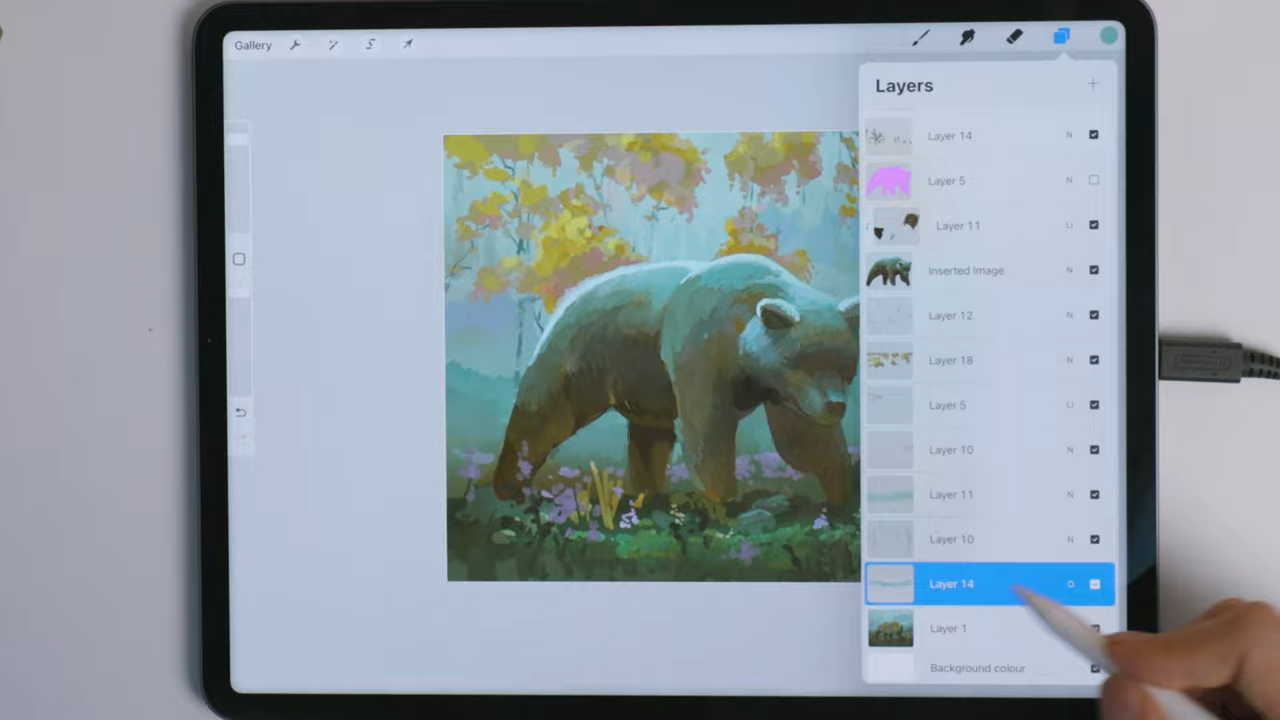 Gallery
Layers
Layer 14 N
Layer 5 N
Layer 11 Li
Inserted Image N
Layer 12 N
Layer 18 N
Layer 5 Li
Layer 10 N
Layer 11 N
Layer 10 N
Layer 14 D
Layer 1
Background colour